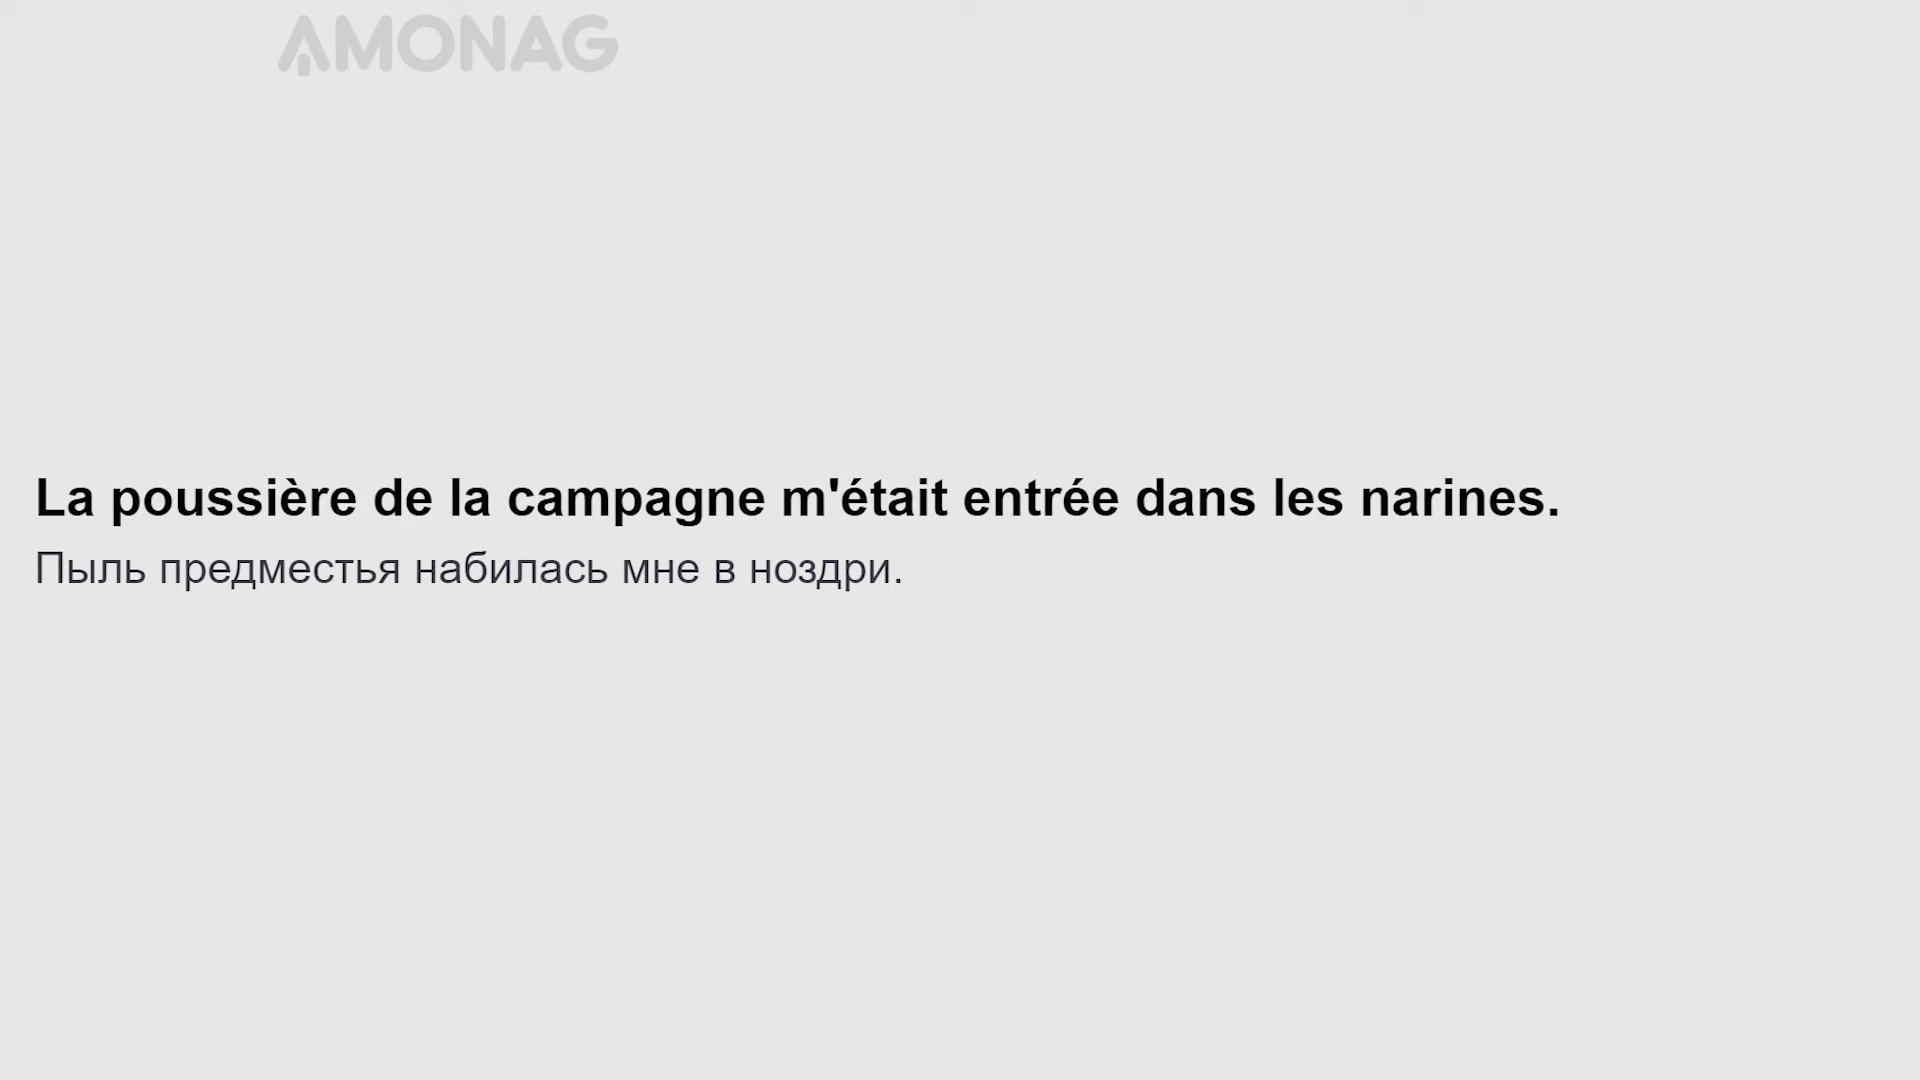 AMONAG
La poussière de la campagne m'était entrée dans les narines.
Пыль предместья набилась мне в ноздри.